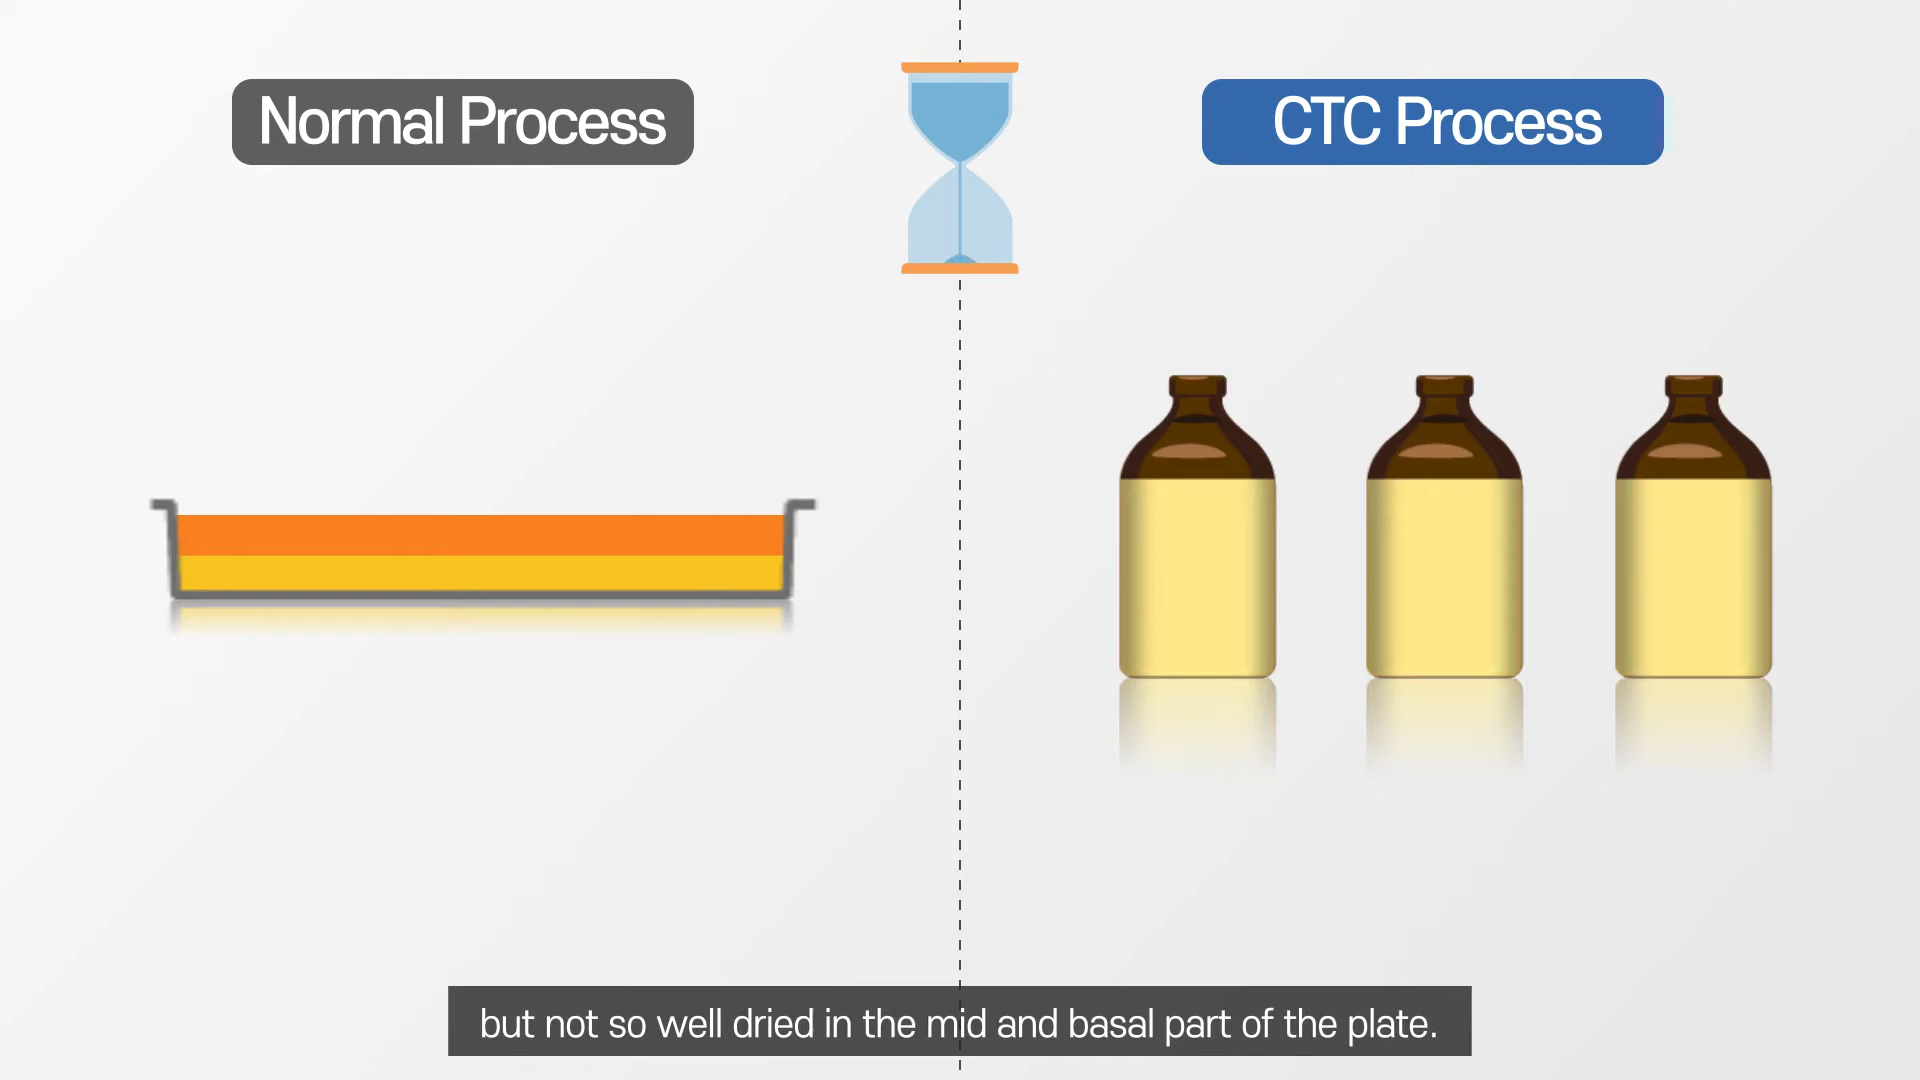 Normal Process
CTC Process
but not so well dried in the mid and basal part of the plate.